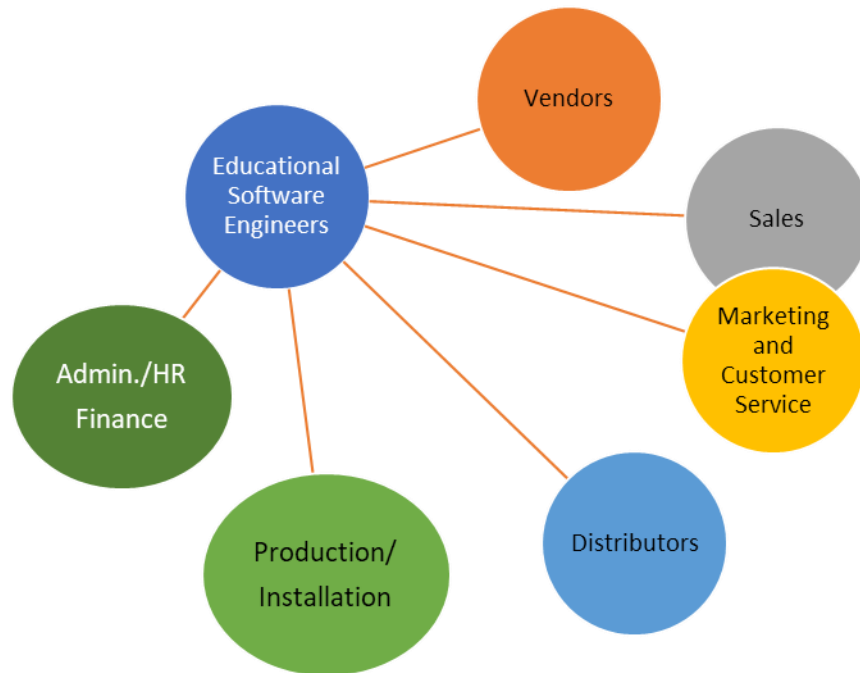 Vendors
Educational
Software
Engineers
Sales
Marketing
and
Customer
Service
Admin./HR
Finance
Distributors
Production/
Installation